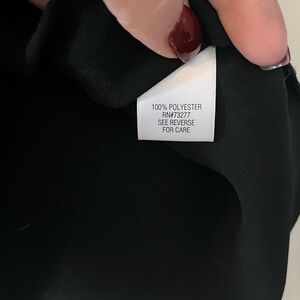 100% POLYESTER
RN#73277
SEE REVERSE
FOR CARE